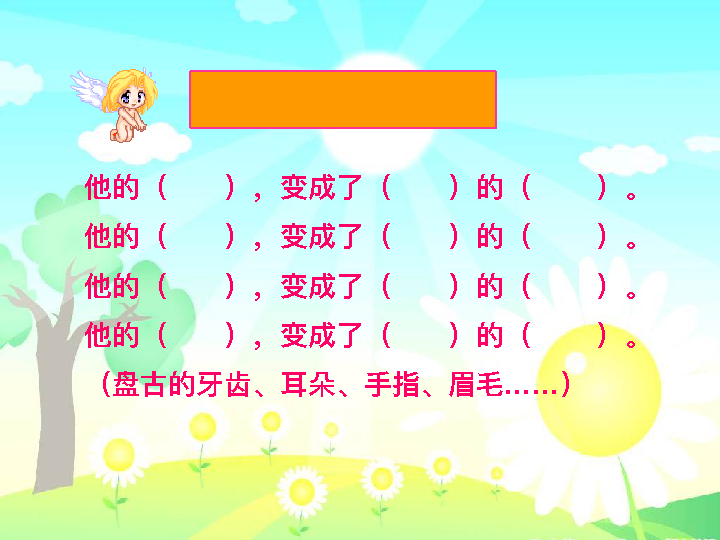 他的（　　），变成了（　　）的（　　）。
他的（　　），变成了（　　）的（　　）。
他的（　　），变成了（　　）的（　　）。
他的（　　），变成了（　　）的（　　）。
（盘古的牙齿、耳朵、手指、眉毛……）